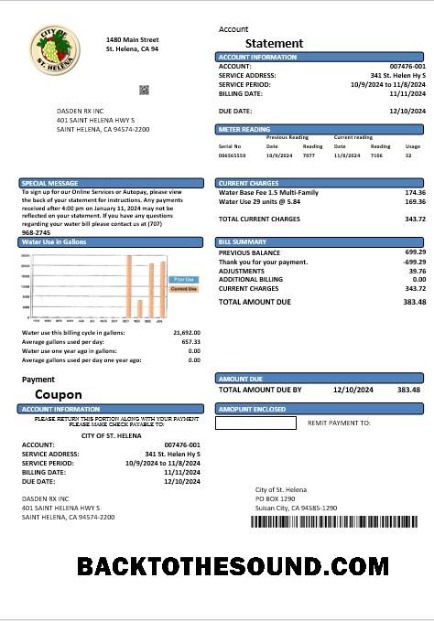 CITY OF
ST. HELENA
1480 Main Street
St. Helena, CA 94
DASDEN RX INC
401 SAINT HELENA HWY S
SAINT HELENA, CA 94574-2200
Account
Statement
ACCOUNT INFORMATION
ACCOUNT: 007476-001
SERVICE ADDRESS: 341 St. Helen Hy S
SERVICE PERIOD: 10/9/2024 to 11/8/2024
BILLING DATE: 11/11/2024
DUE DATE: 12/10/2024
METER READING
Previous Reading Current reading
Serial No Date Reading Date Reading Usage
10/9/2024 7077 11/8/2024 7106 32
SPECIAL MESSAGE
To sign up for our Online Services or Autopay, please view
the back of your statement for instructions. Any payments
received after 4:00 pm on January 11, 2024 may not be
reflected on your statement. If you have any questions
regarding your water bill please contact us at (707)
968-2745
CURRENT CHARGES
Water Base Fee 1.5 Multi-Family 174.36
Water Use 29 units @ 5.84 169.36
TOTAL CURRENT CHARGES 343.72
Water Use in Gallons
Prior Use
Current Use
Water use this billing cycle in gallons: 21,692.00
Average gallons used per day: 657.33
Water use one year ago in gallons: 0.00
Average gallons used per day one year ago: 0.00
BILL SUMMARY
PREVIOUS BALANCE 699.29
Thank you for your payment. -699.29
ADJUSTMENTS 39.76
ADDITIONAL BILLING 0.00
CURRENT CHARGES 343.72
TOTAL AMOUNT DUE 383.48
Payment
Coupon
ACCOUNT INFORMATION
PLEASE RETURN THIS PORTION ALONG WITH YOUR PAYMENT
PLEASE MAKE CHECK PAYABLE TO:
CITY OF ST. HELENA
ACCOUNT: 007476-001
SERVICE ADDRESS: 341 St. Helen Hy S
SERVICE PERIOD: 10/9/2024 to 11/8/2024
BILLING DATE: 11/11/2024
DUE DATE: 12/10/2024
DASDEN RX INC
401 SAINT HELENA HWY S
SAINT HELENA, CA 94574-2200
AMOUNT DUE
TOTAL AMOUNT DUE BY 12/10/2024 383.48
AMOPUNT ENCLOSED
REMIT PAYMENT TO:
City of St. Helena
PO BOX 1290
Suisan City, CA 94585-1290
BACKTOTHESOUND.COM